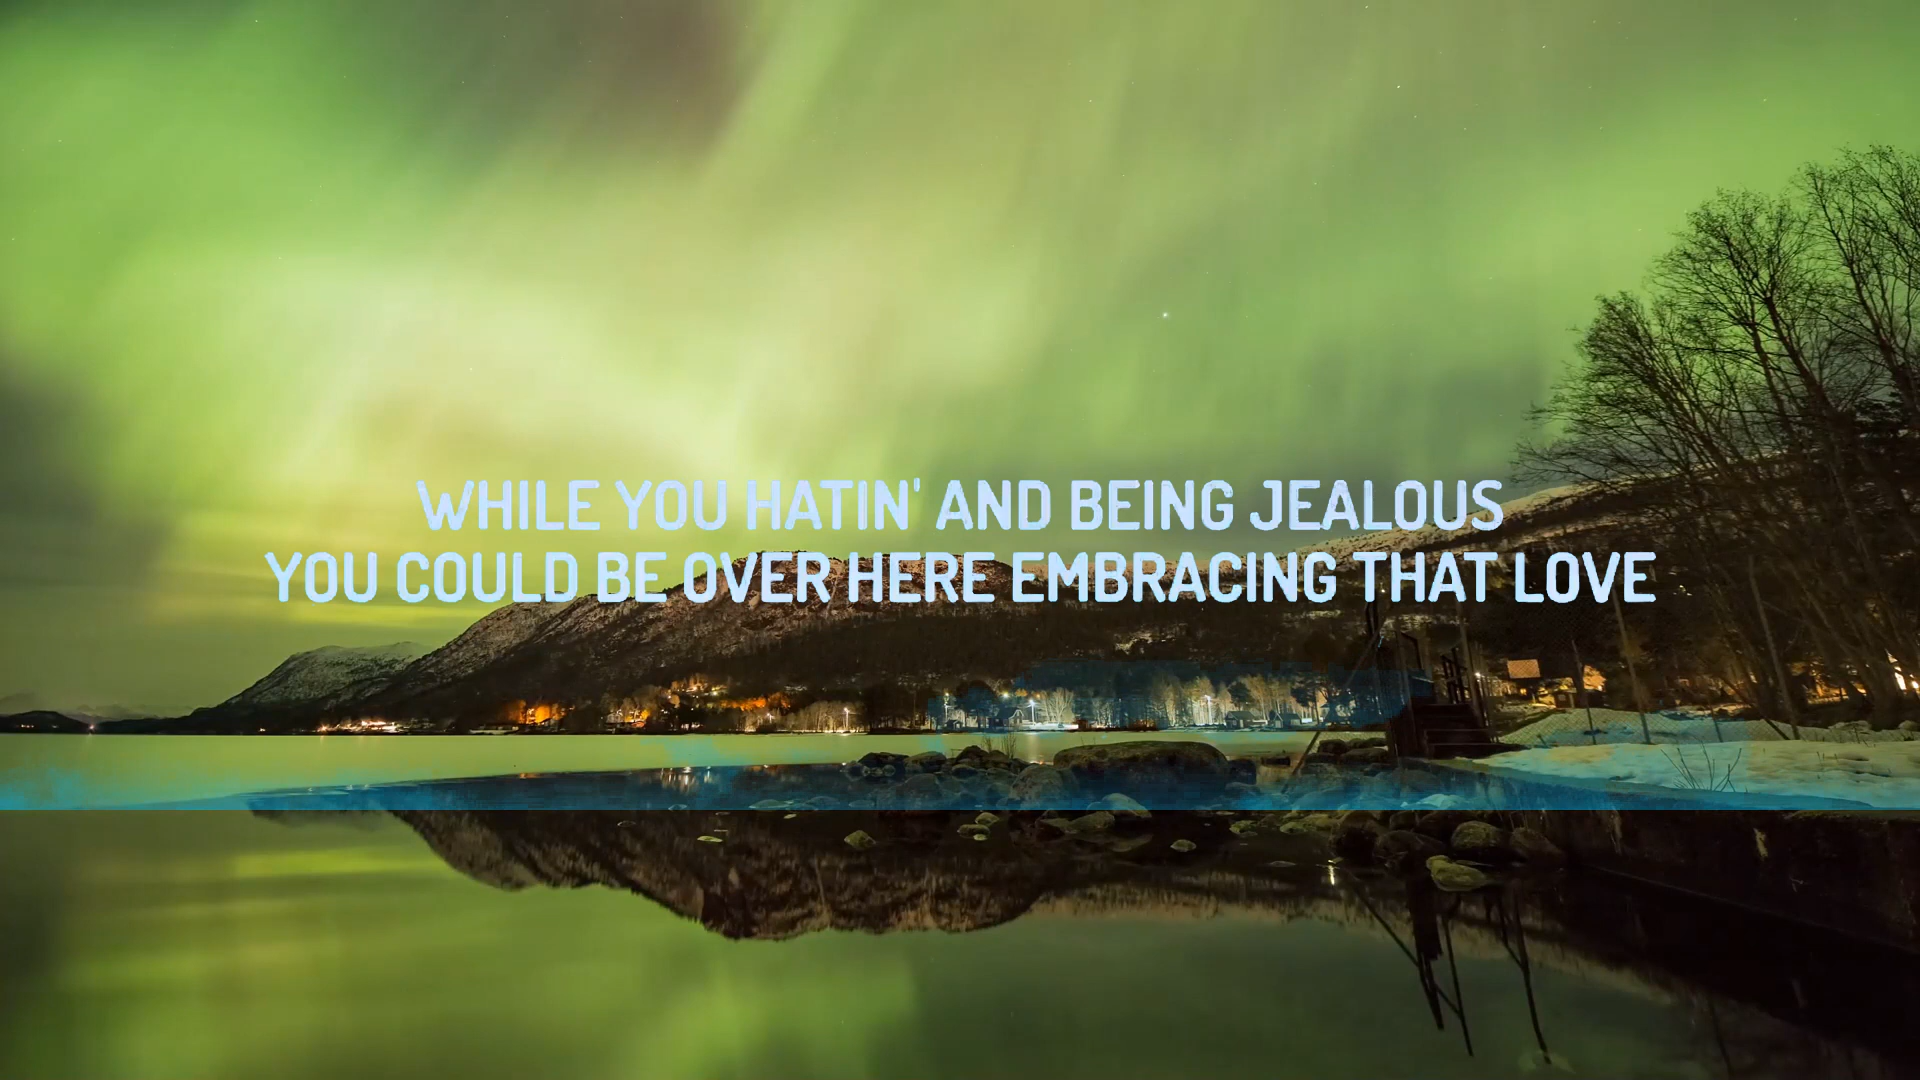 WHILE YOU HATIN' AND BEING JEALOUS
YOU COULD BE OVER HERE EMBRACING THAT LOVE